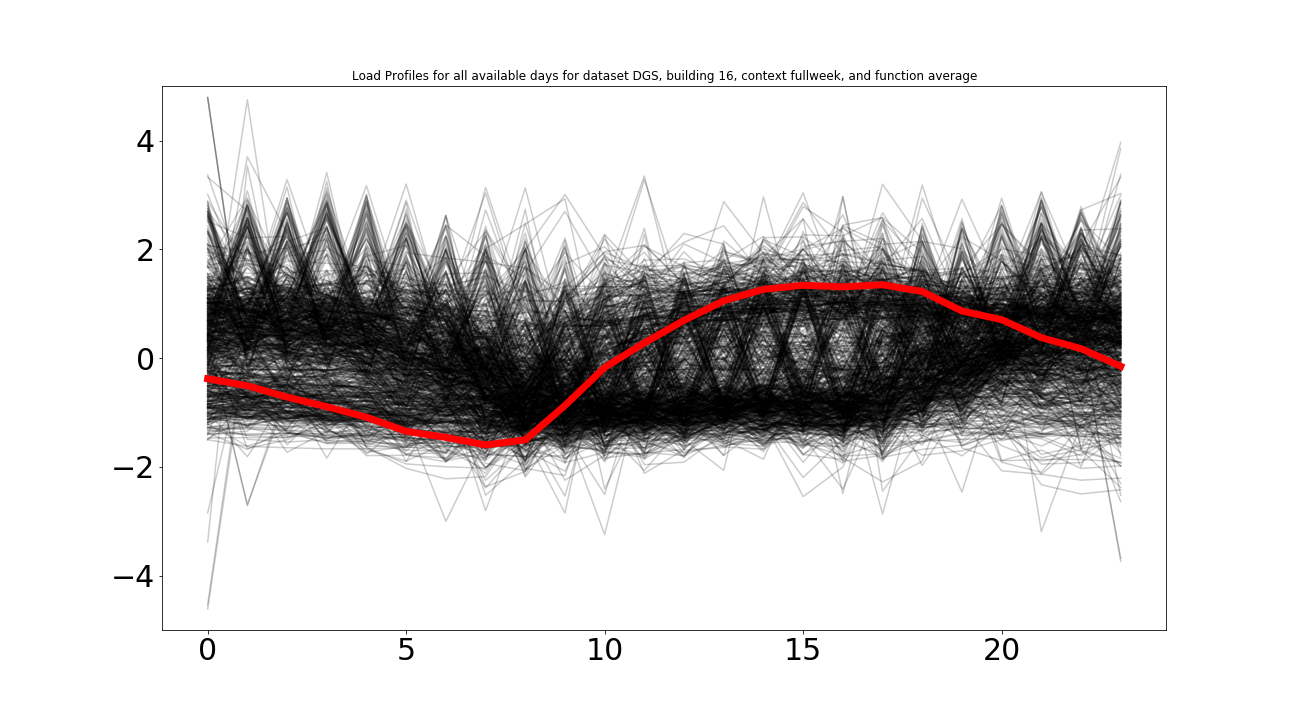 Load Profiles for all available days for dataset DGS, building 16, context fullweek, and function average
4
2
0
−2
−4
0 5 10 15 20